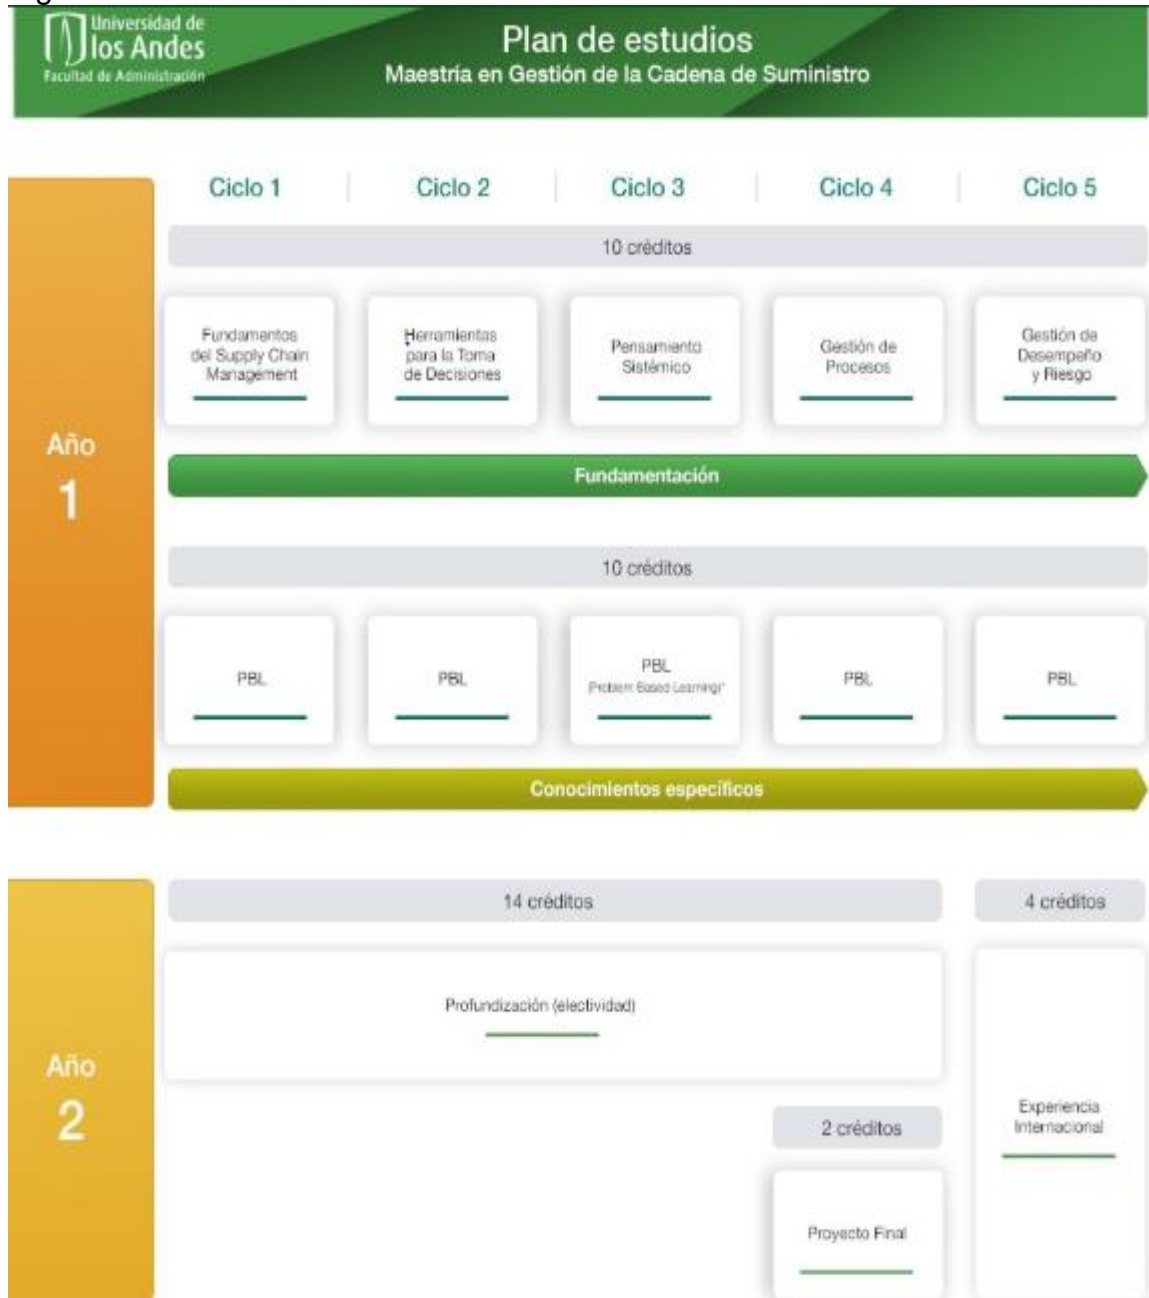 Universidad de
los Andes
Facultad de Administración
Plan de estudios
Maestría en Gestión de la Cadena de Suministro
Ciclo 1
Ciclo 2
Ciclo 3
Ciclo 4
Ciclo 5
Año
1
10 créditos
Fundamentos
del Supply Chain
Management
Herramientas
para la Toma
de Decisiones
Pensamiento
Sistémico
Gestión de
Procesos
Gestión de
Desempeño
y Riesgo
Fundamentación
10 créditos
PBL
PBL
PBL
(Problem Based Learning)*
PBL
PBL
Conocimientos específicos
Año
2
14 créditos
4 créditos
Profundización (electividad)
2 créditos
Proyecto Final
Experiencia
Internacional